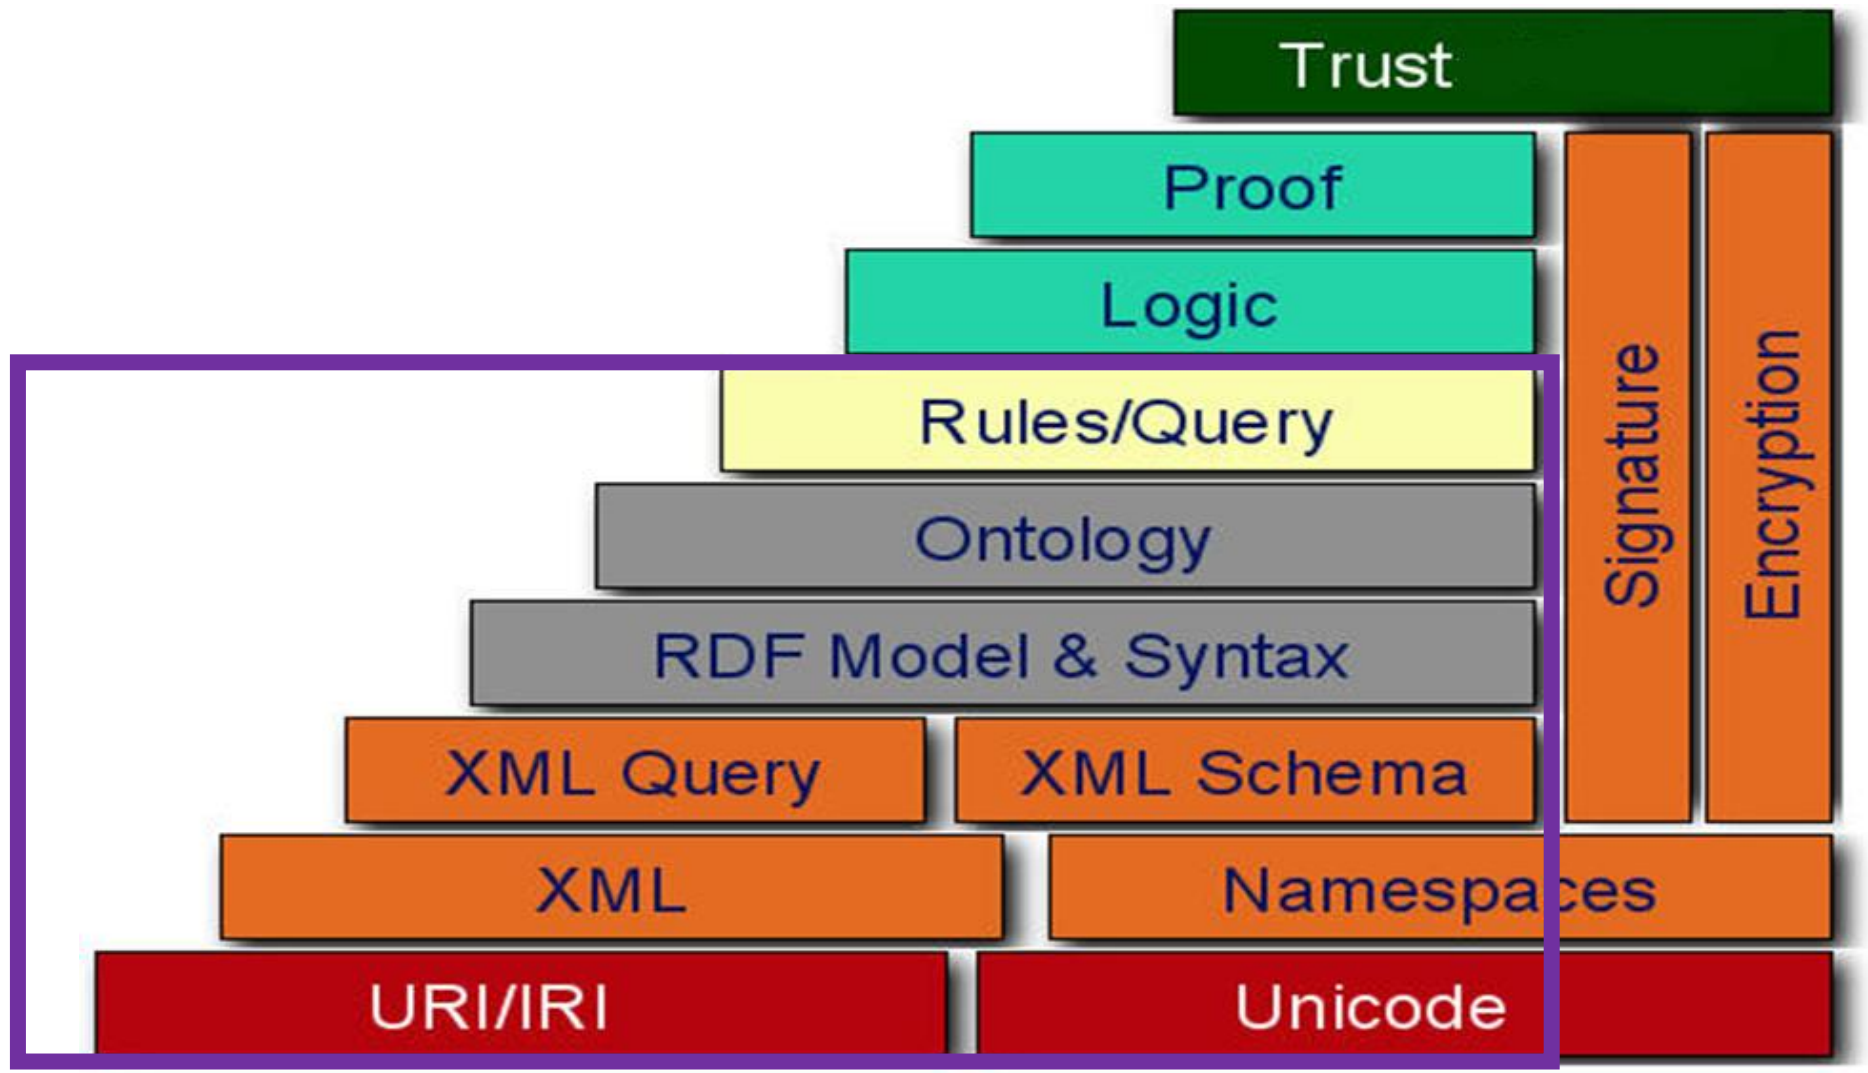 Trust
Proof
Logic
Rules/Query
Ontology
RDF Model & Syntax
XML Query
XML Schema
XML
Namespaces
URI/IRI
Unicode
Signature
Encryption